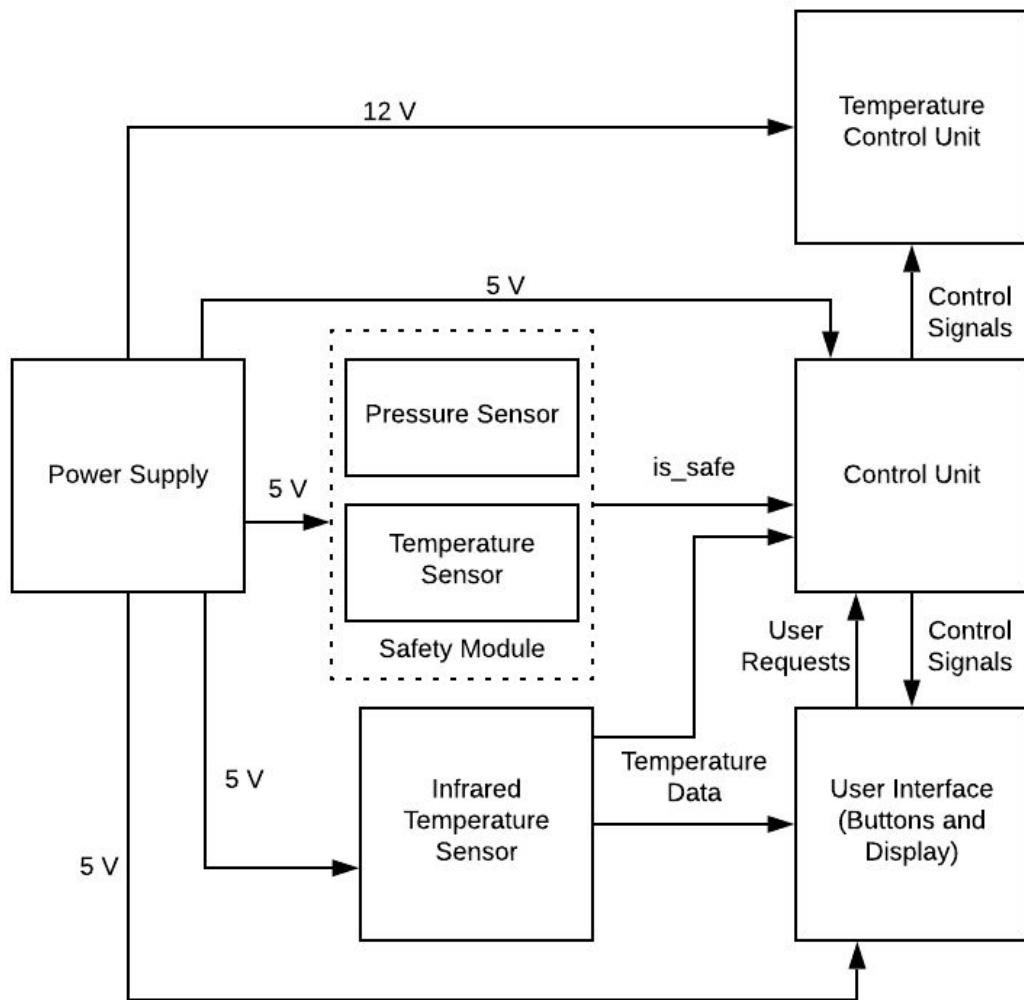 12 V
Temperature
Control Unit
5 V
Control
Signals
Pressure Sensor
Power Supply
5 V
is_safe
Control Unit
Temperature
Sensor
Safety Module
User
Requests
Control
Signals
5 V
Infrared
Temperature
Sensor
Temperature
Data
User Interface
(Buttons and
Display)
5 V